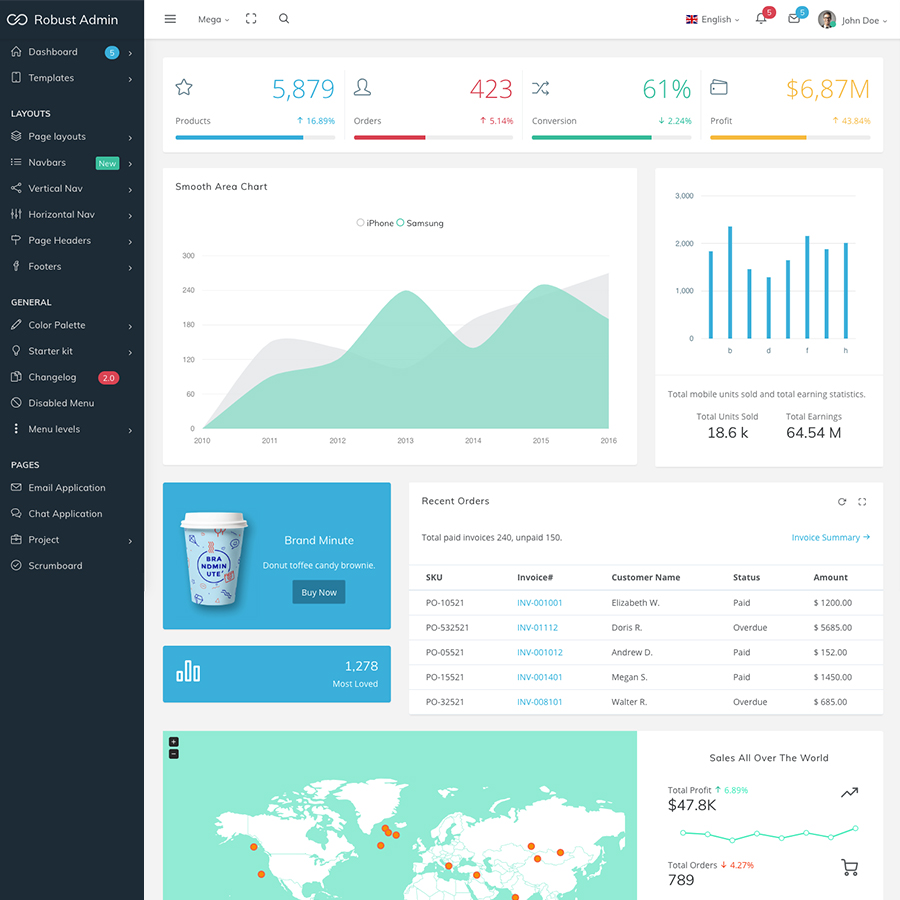 Robust Admin
Mega
English
5
5
John Doe
Dashboard 5
Templates
LAYOUTS
Page layouts
Navbars New
Vertical Nav
Horizontal Nav
Page Headers
Footers
GENERAL
Color Palette
Starter kit
Changelog 2.0
Disabled Menu
Menu levels
PAGES
Email Application
Chat Application
Project
Scrumboard
5,879
Products 16.89%
423
Orders 5.14%
61%
Conversion 2.24%
$6,87M
Profit 43.84%
Smooth Area Chart
iPhone Samsung
300
240
180
120
60
0
2010 2011 2012 2013 2014 2015 2016
3,000
2,000
1,000
0
b d f h
Total mobile units sold and total earning statistics.
Total Units Sold Total Earnings
18.6 k 64.54 M
BRA
NDMIN
UTE
Brand Minute
Donut toffee candy brownie.
Buy Now
1,278
Most Loved
Recent Orders
Total paid invoices 240, unpaid 150. Invoice Summary
SKU Invoice# Customer Name Status Amount
PO-10521 INV-001001 Elizabeth W. Paid $ 1200.00
PO-532521 INV-01112 Doris R. Overdue $ 5685.00
PO-05521 INV-001012 Andrew D. Paid $ 152.00
PO-15521 INV-001401 Megan S. Paid $ 1450.00
PO-32521 INV-008101 Walter R. Overdue $ 685.00
+
−
Sales All Over The World
Total Profit 6.89%
$47.8K
Total Orders 4.27%
789